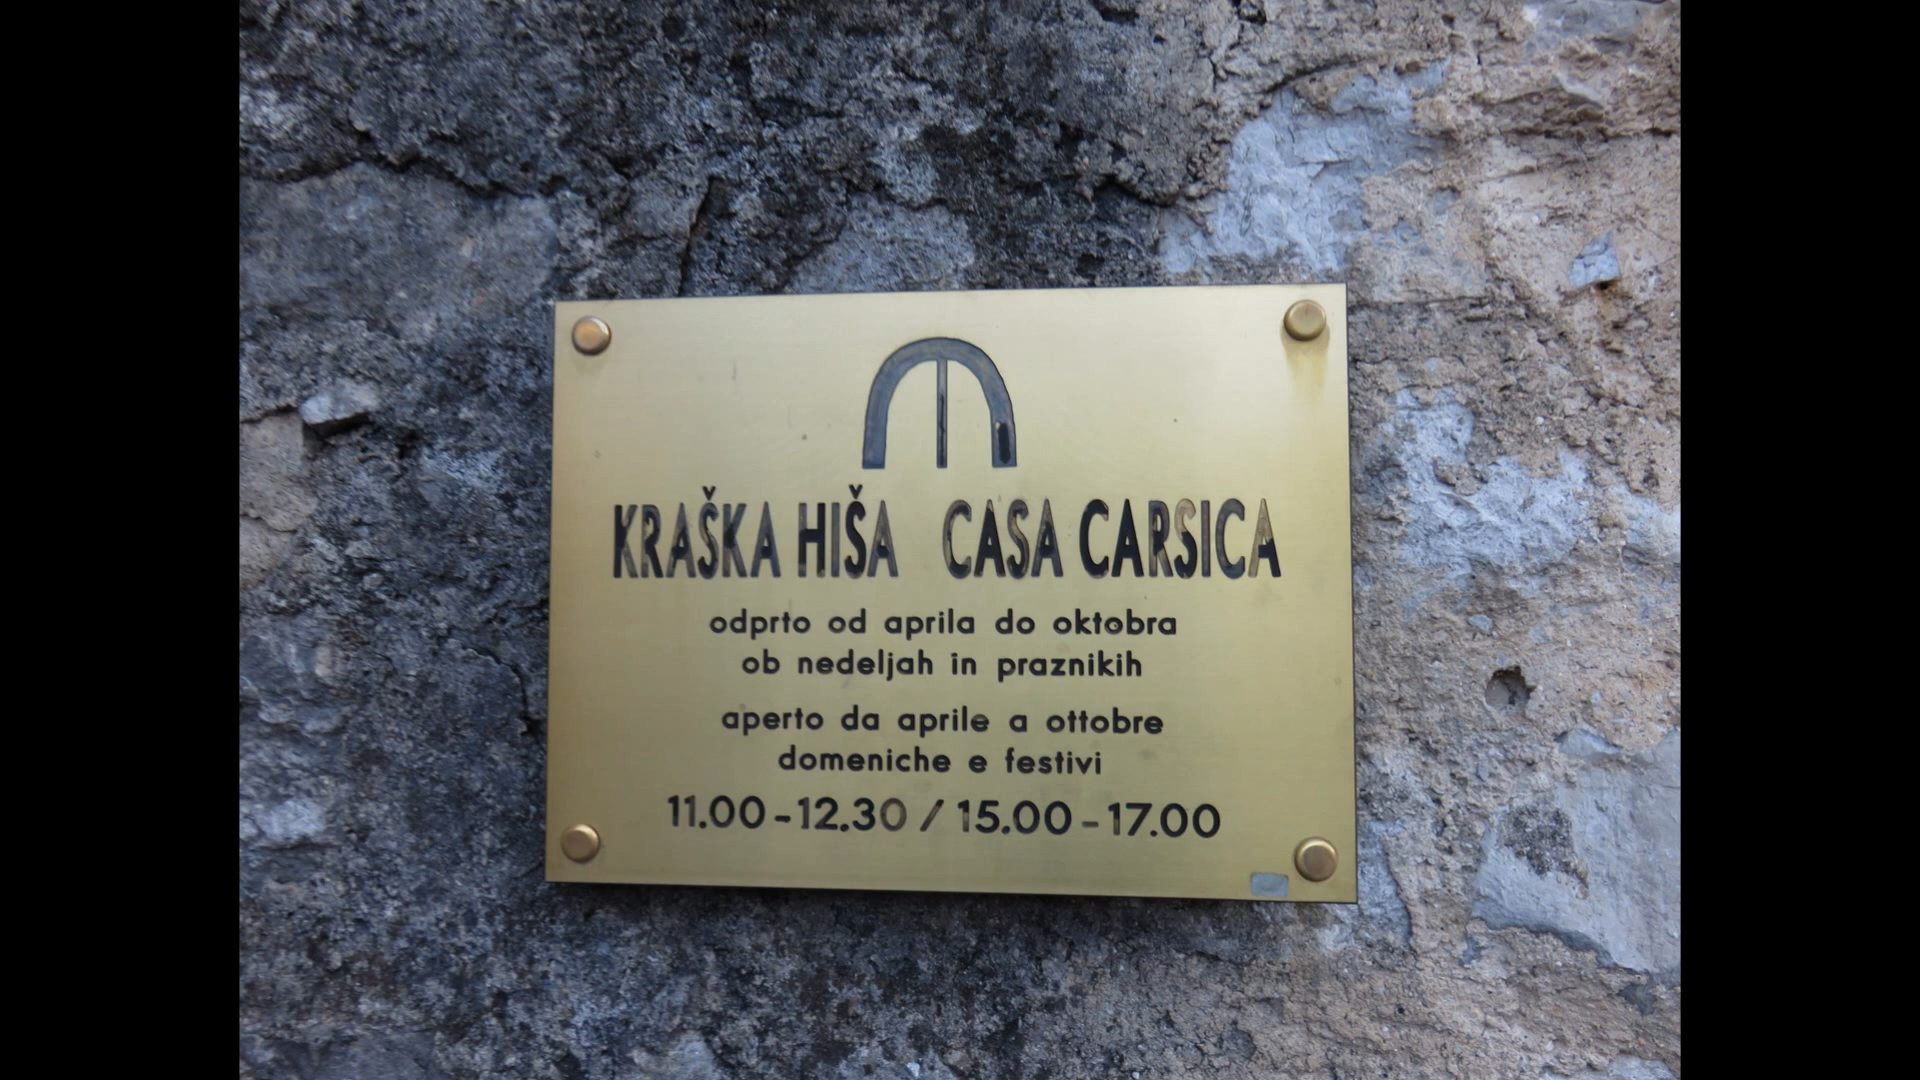 KRAŠKA HIŠA CASA CARSICA
odprto od aprila do oktobra
ob nedeljah in praznikih
aperto da aprile a ottobre
domeniche e festivi
11.00-12.30 / 15.00-17.00